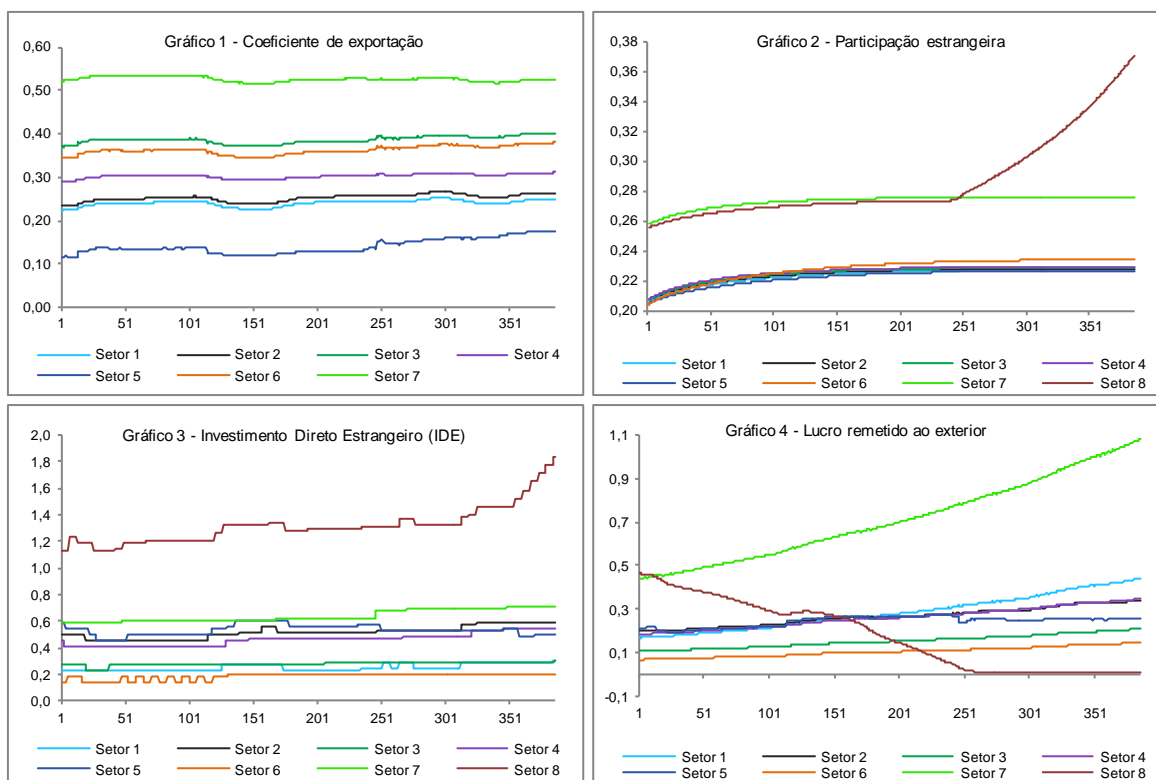 Gráfico 1 - Coeficiente de exportação
0,60
0,50
0,40
0,30
0,20
0,10
0,00
1 51 101 151 201 251 301 351
Setor 1 Setor 2 Setor 3 Setor 4
Setor 5 Setor 6 Setor 7
Gráfico 2 - Participação estrangeira
0,38
0,36
0,34
0,32
0,30
0,28
0,26
0,24
0,22
0,20
1 51 101 151 201 251 301 351
Setor 1 Setor 2 Setor 3 Setor 4
Setor 5 Setor 6 Setor 7 Setor 8
Gráfico 3 - Investimento Direto Estrangeiro (IDE)
2,0
1,8
1,6
1,4
1,2
1,0
0,8
0,6
0,4
0,2
0,0
1 51 101 151 201 251 301 351
Setor 1 Setor 2 Setor 3 Setor 4
Setor 5 Setor 6 Setor 7 Setor 8
Gráfico 4 - Lucro remetido ao exterior
1,1
0,9
0,7
0,5
0,3
0,1
-0,1
1 51 101 151 201 251 301 351
Setor 1 Setor 2 Setor 3 Setor 4
Setor 5 Setor 6 Setor 7 Setor 8